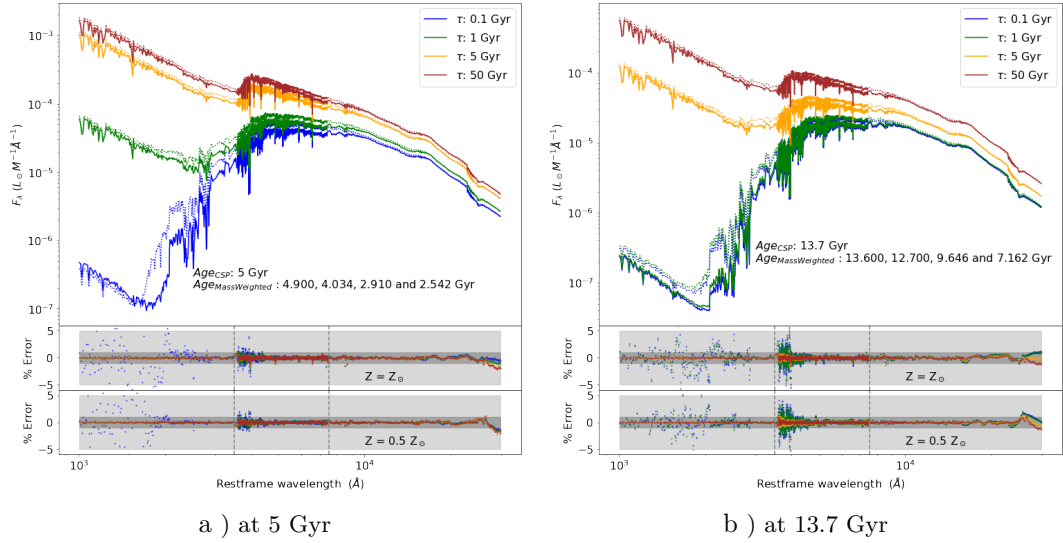 τ: 0.1 Gyr
τ: 1 Gyr
τ: 5 Gyr
τ: 50 Gyr
10⁻³
10⁻⁴
10⁻⁵
10⁻⁶
10⁻⁷
F_λ (L_⊙ M⁻¹Å⁻¹)
Age_CSP: 5 Gyr
Age_MassWeighted : 4.900, 4.034, 2.910 and 2.542 Gyr
5
0
−5
% Error
Z = Z_⊙
5
0
−5
% Error
Z = 0.5 Z_⊙
10³
10⁴
Restframe wavelength (Å)
a ) at 5 Gyr
τ: 0.1 Gyr
τ: 1 Gyr
τ: 5 Gyr
τ: 50 Gyr
10⁻⁴
10⁻⁵
10⁻⁶
10⁻⁷
F_λ (L_⊙ M⁻¹Å⁻¹)
Age_CSP: 13.7 Gyr
Age_MassWeighted : 13.600, 12.700, 9.646 and 7.162 Gyr
5
0
−5
% Error
Z = Z_⊙
5
0
−5
% Error
Z = 0.5 Z_⊙
10³
10⁴
Restframe wavelength (Å)
b ) at 13.7 Gyr